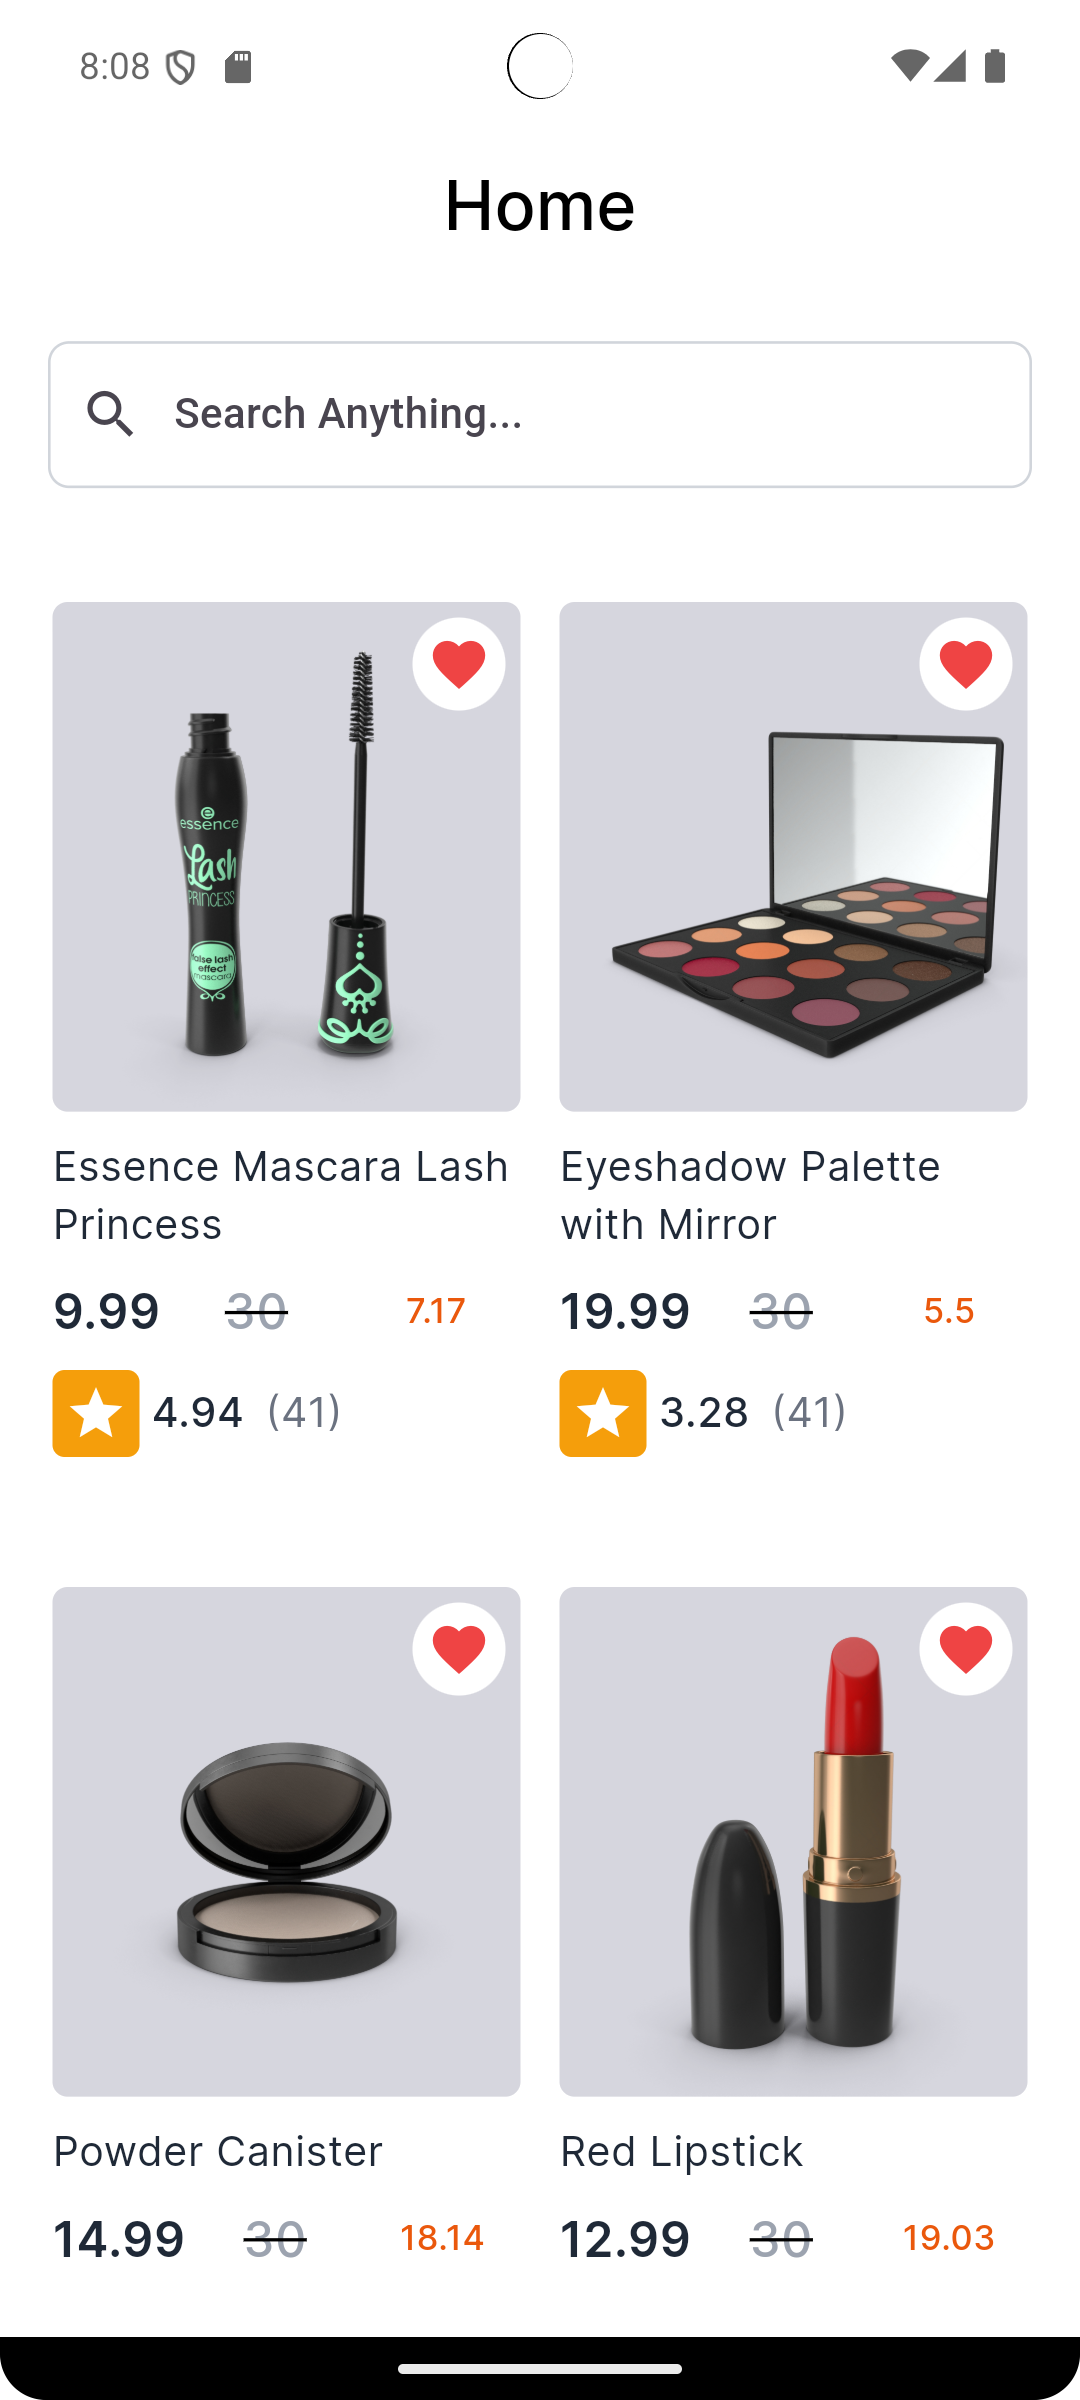 8:08
Home
Search Anything...
essence
Lash
PRINCESS
false lash
effect
mascara
Essence Mascara Lash
Princess
Eyeshadow Palette
with Mirror
9.99 30 7.17
19.99 30 5.5
4.94 (41)
3.28 (41)
Powder Canister
Red Lipstick
14.99 30 18.14
12.99 30 19.03